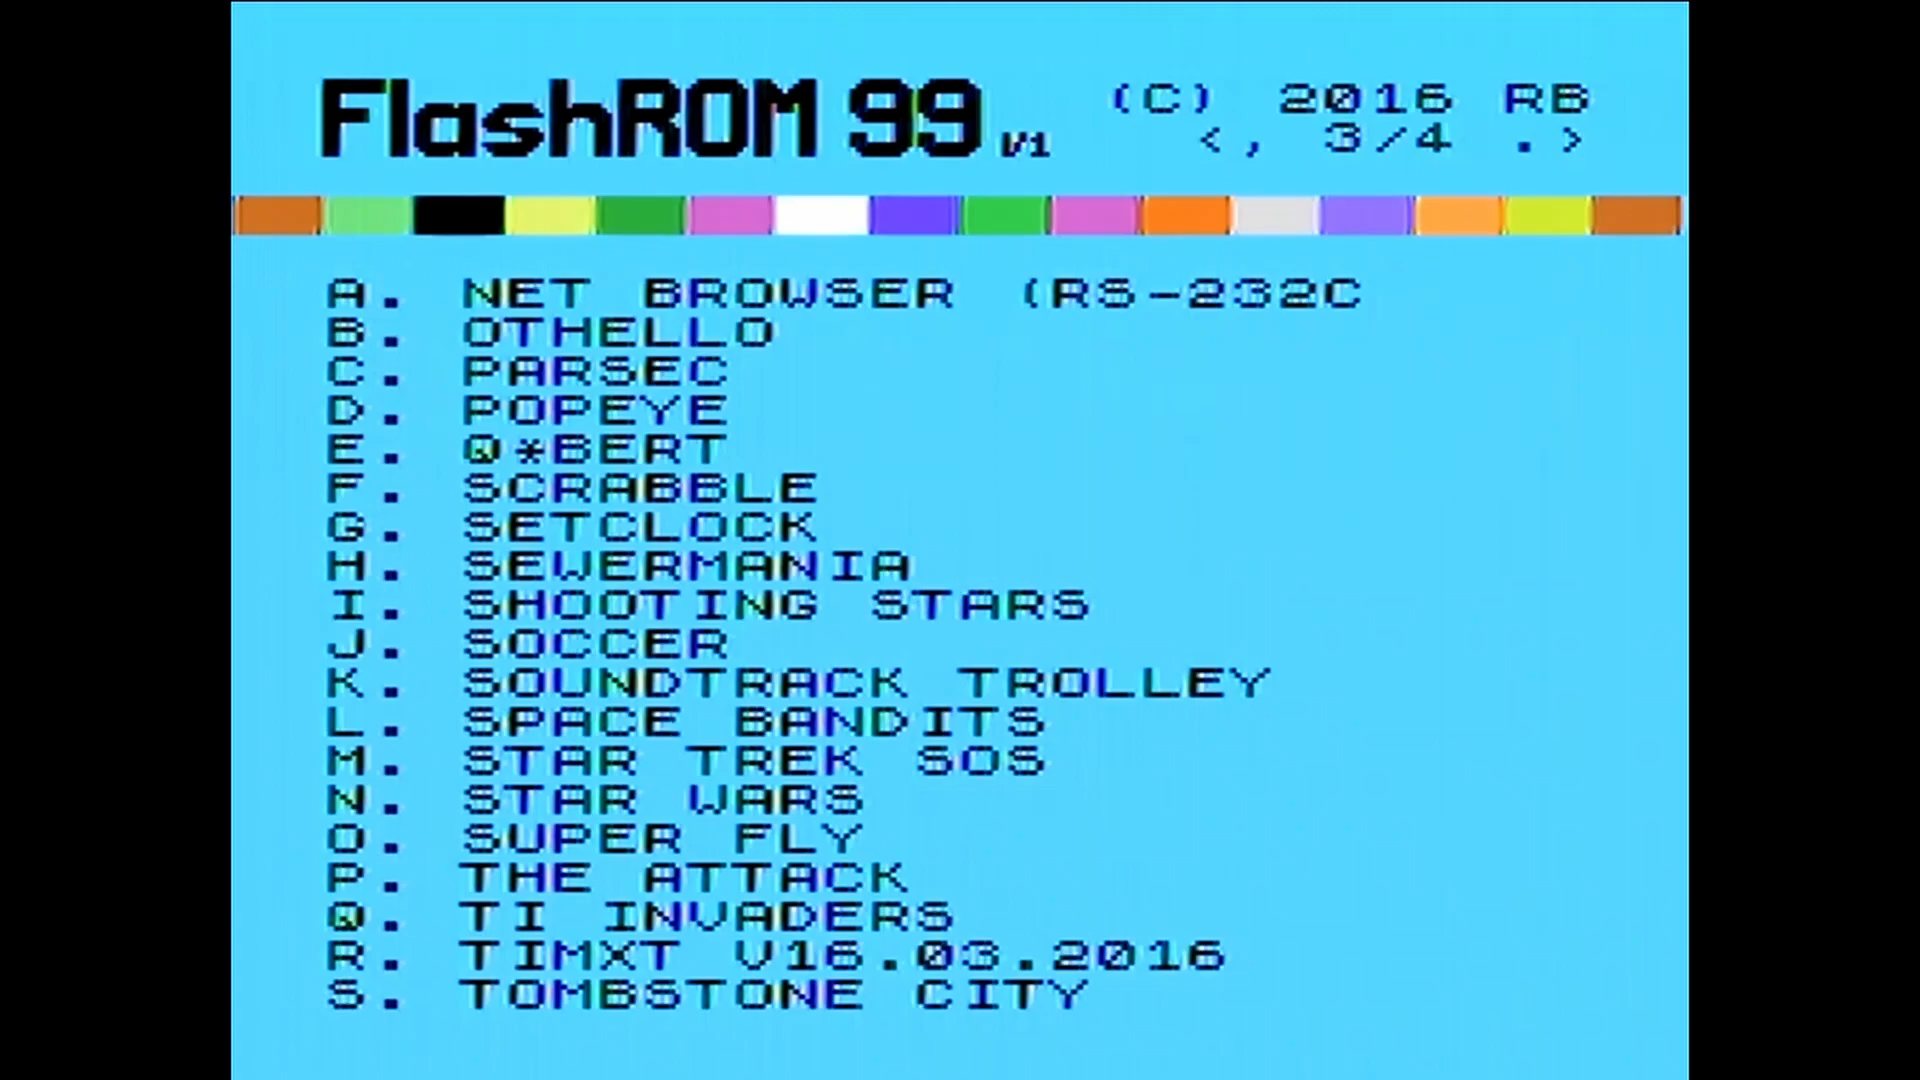 FlashROM 99 V1 (C) 2016 RB
<, 3/4 .>
A. NET BROWSER (RS-232C
B. OTHELLO
C. PARSEC
D. POPEYE
E. Q*BERT
F. SCRABBLE
G. SETCLOCK
H. SEWERMANIA
I. SHOOTING STARS
J. SOCCER
K. SOUNDTRACK TROLLEY
L. SPACE BANDITS
M. STAR TREK SOS
N. STAR WARS
O. SUPER FLY
P. THE ATTACK
Q. TI INVADERS
R. TIMXT V16.03.2016
S. TOMBSTONE CITY